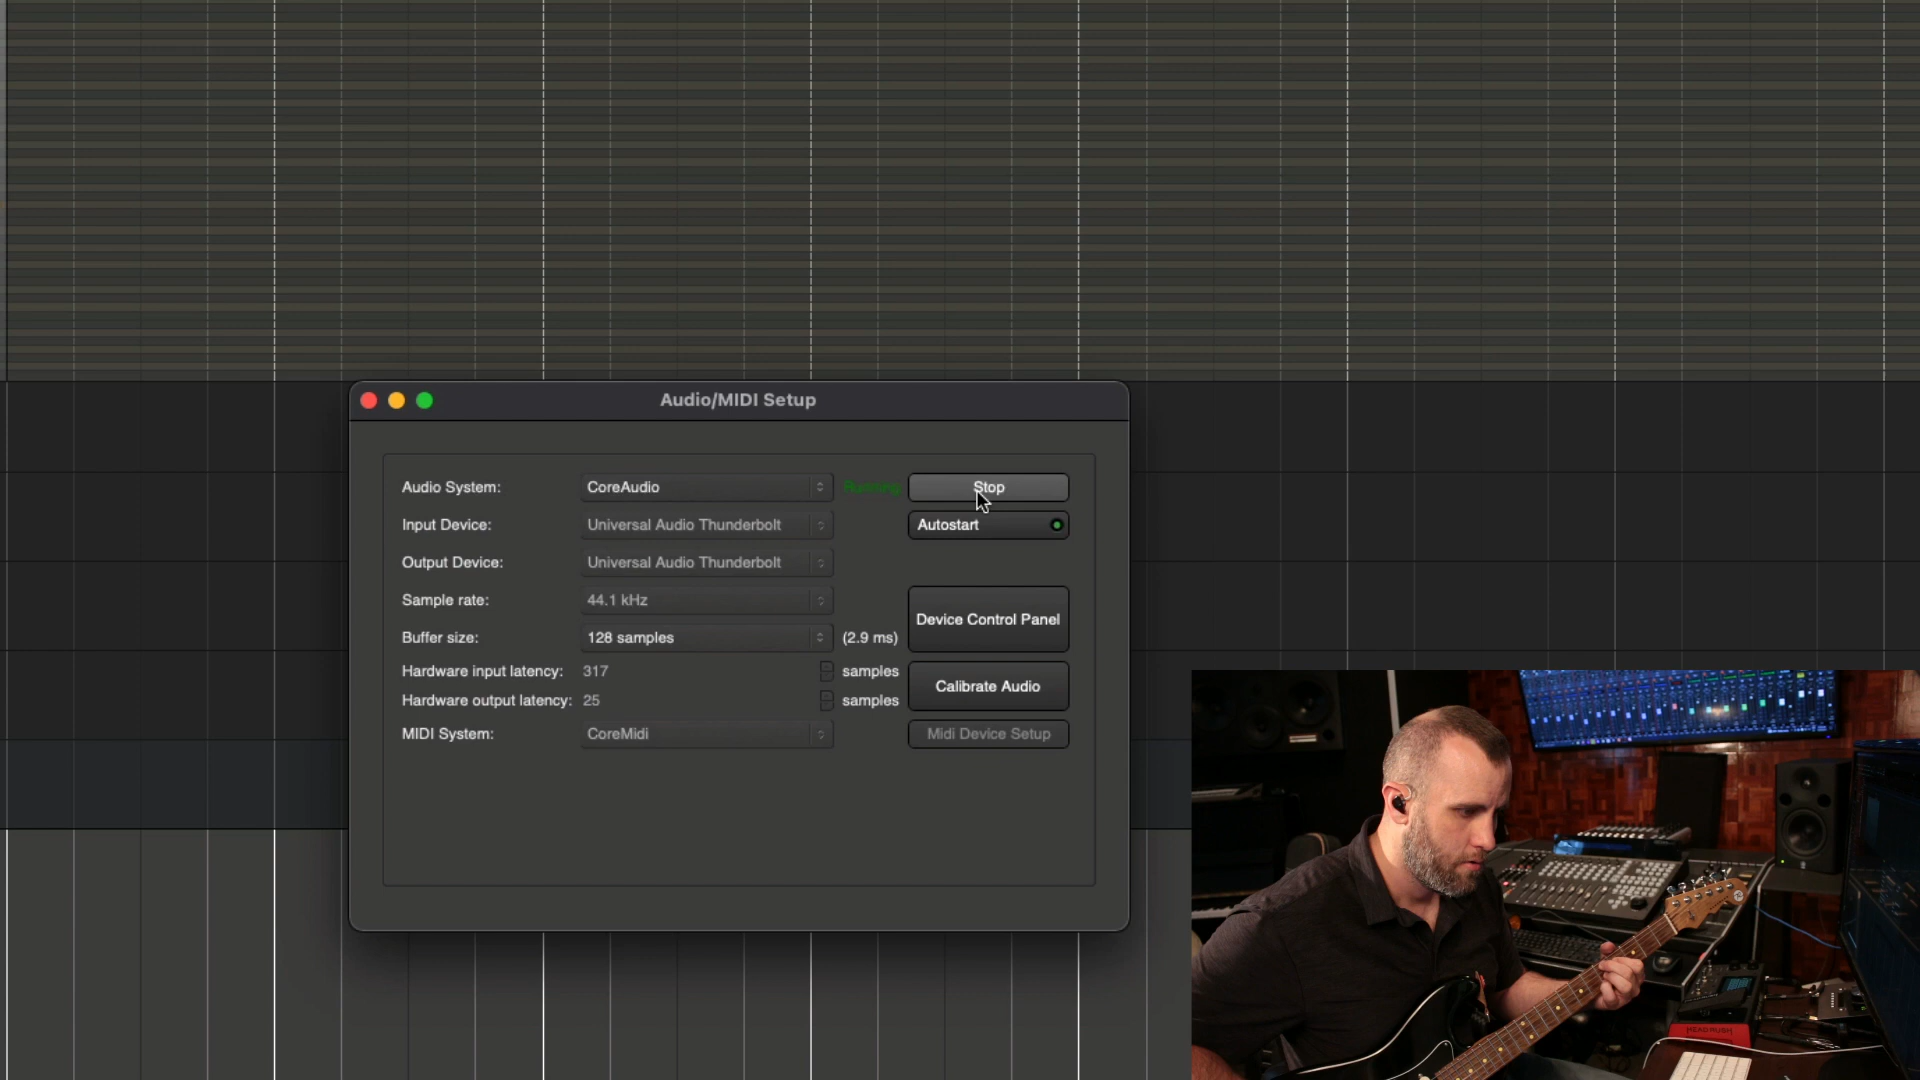 Audio/MIDI Setup
Audio System: CoreAudio Running Stop
Input Device: Universal Audio Thunderbolt Autostart
Output Device: Universal Audio Thunderbolt
Sample rate: 44.1 kHz
Device Control Panel
Buffer size: 128 samples (2.9 ms)
Hardware input latency: 317 samples
Calibrate Audio
Hardware output latency: 25 samples
MIDI System: CoreMidi Midi Device Setup
HEADRUSH